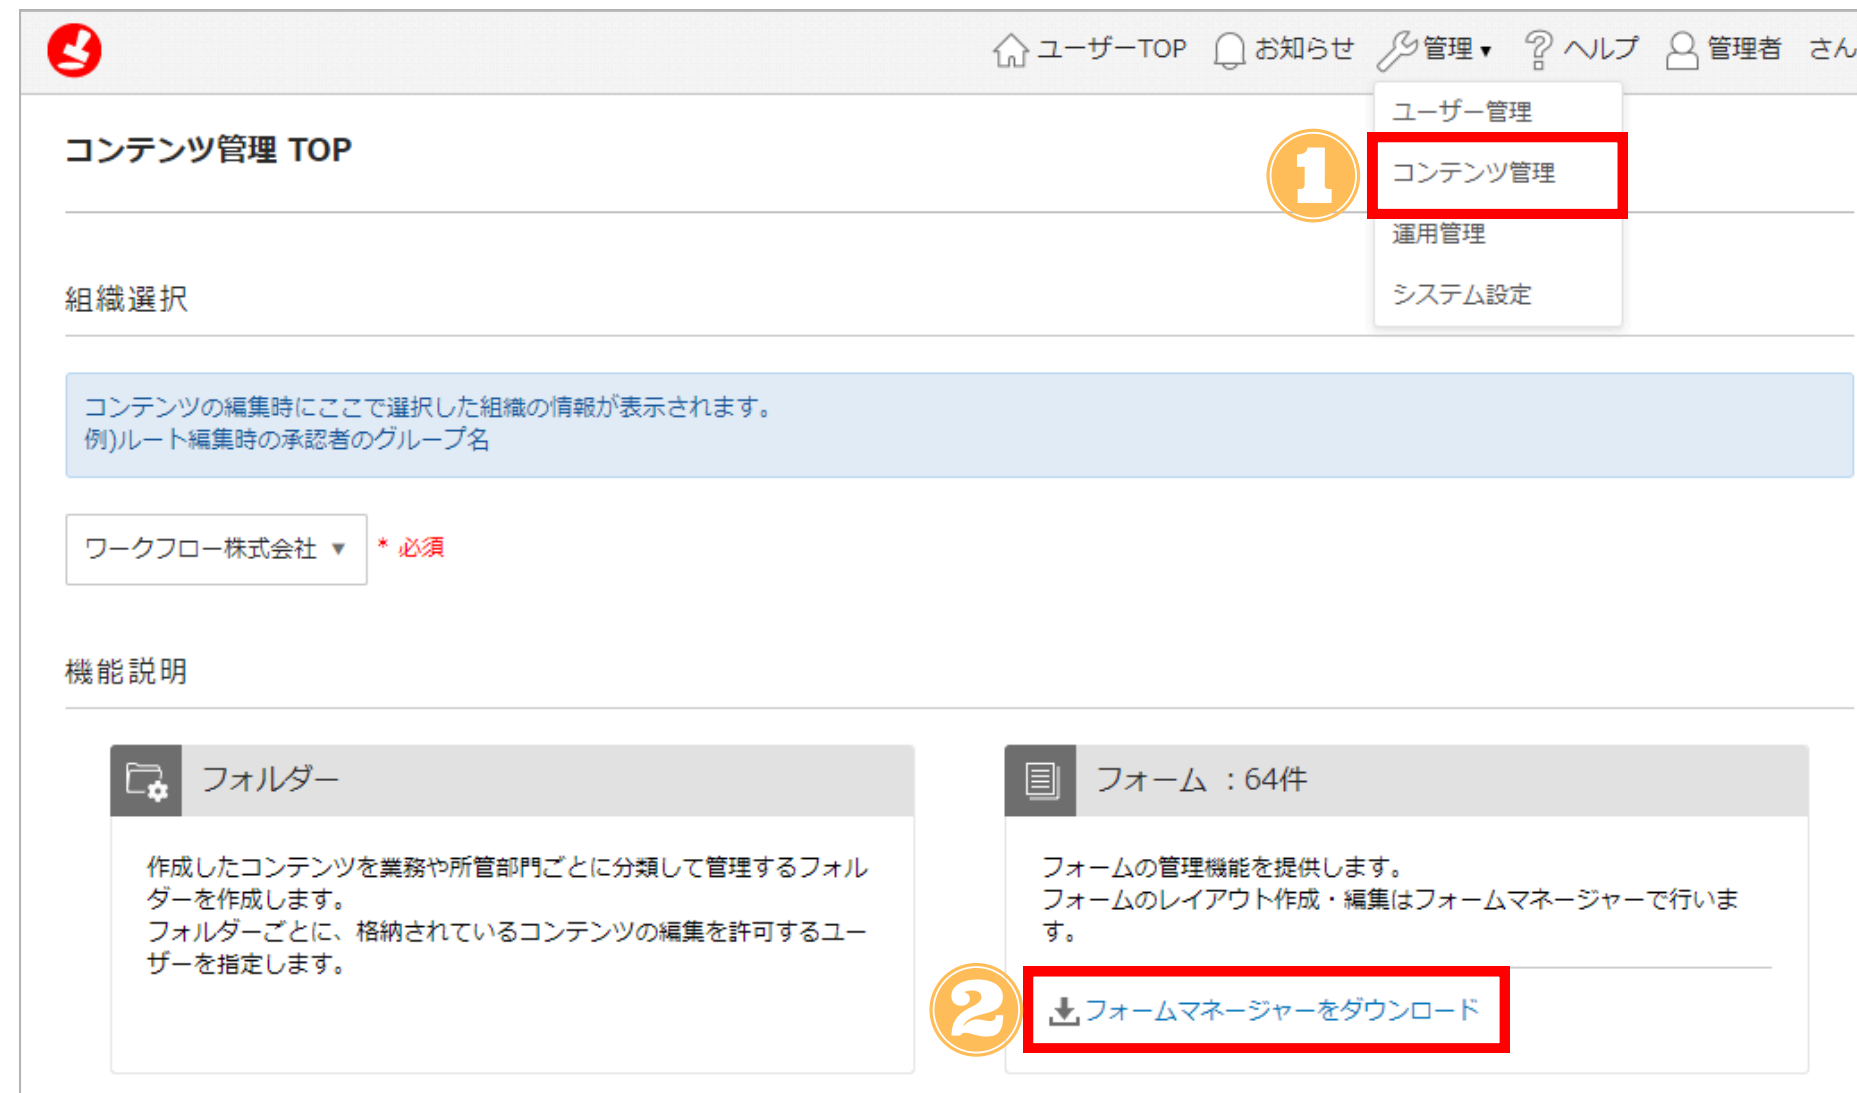 ユーザーTOP お知らせ 管理▼ ヘルプ 管理者 さん
ユーザー管理
コンテンツ管理 TOP
1
コンテンツ管理
運用管理
システム設定
組織選択
コンテンツの編集時にここで選択した組織の情報が表示されます。
例)ルート編集時の承認者のグループ名
ワークフロー株式会社 ▼ * 必須
機能説明
フォルダー
作成したコンテンツを業務や所管部門ごとに分類して管理するフォル
ダーを作成します。
フォルダーごとに、格納されているコンテンツの編集を許可するユー
ザーを指定します。
フォーム ：64件
フォームの管理機能を提供します。
フォームのレイアウト作成・編集はフォームマネージャーで行いま
す。
2
フォームマネージャーをダウンロード